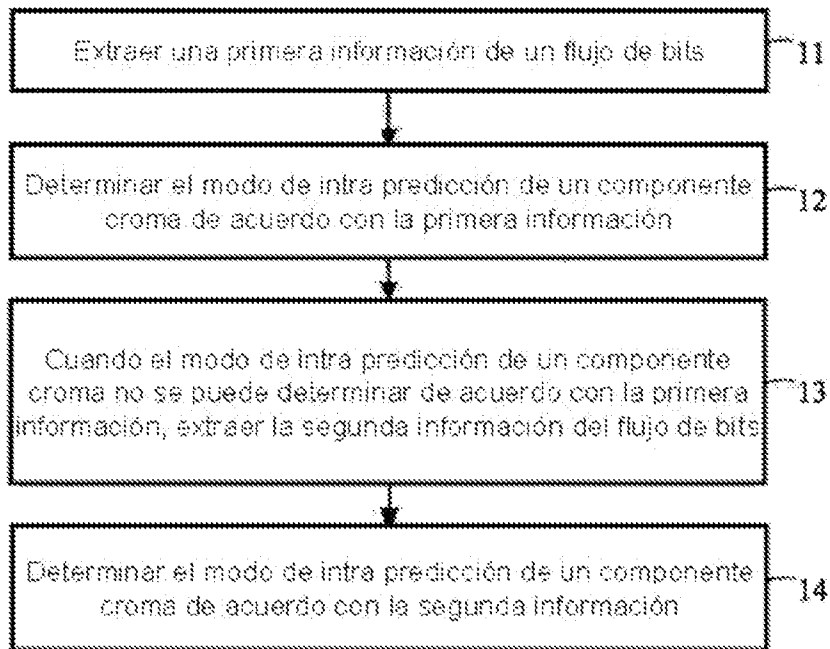 Extraer una primera información de un flujo de bits
11
Determinar el modo de intra predicción de un componente
croma de acuerdo con la primera información
12
Cuando el modo de intra predicción de un componente
croma no se puede determinar de acuerdo con la primera
información, extraer la segunda información del flujo de bits
13
Determinar el modo de intra predicción de un componente
croma de acuerdo con la segunda información
14